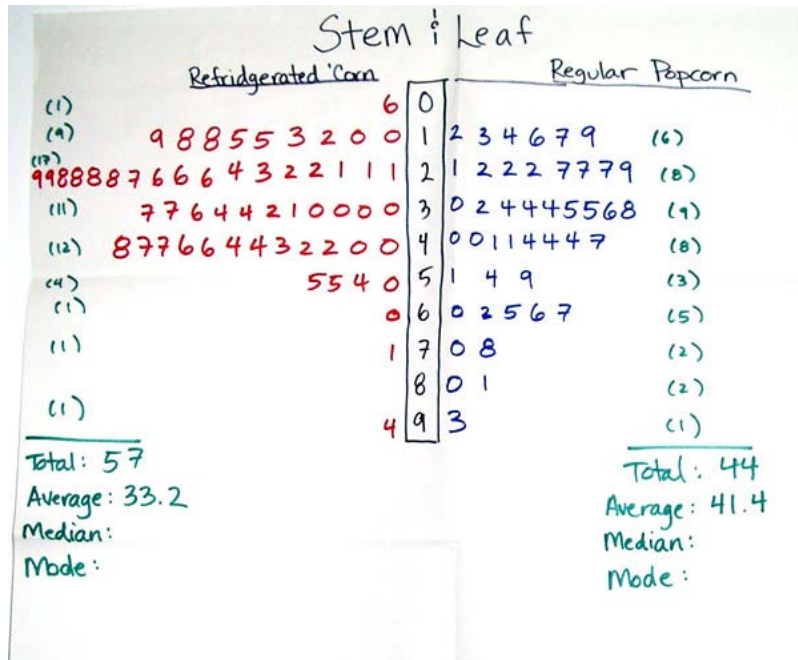 Stem & Leaf
Refridgerated 'Corn Regular Popcorn
(1) 6 0
(9) 9 8 8 5 5 3 2 0 0 1 2 3 4 6 7 9 (6)
(17) 9 9 8 8 8 8 7 6 6 6 4 3 2 2 1 1 1 2 1 2 2 2 7 7 7 9 (8)
(11) 7 7 6 4 4 2 1 0 0 0 0 3 0 2 4 4 4 5 5 6 8 (9)
(12) 8 7 7 6 6 4 4 3 2 2 0 0 4 0 0 1 1 4 4 4 7 (8)
(4) 5 5 4 0 5 1 4 9 (3)
(1) 0 6 0 2 5 6 7 (5)
(1) 1 7 0 8 (2)
8 0 1 (2)
(1) 4 9 3 (1)
Total: 57 Total: 44
Average: 33.2 Average: 41.4
Median: Median:
Mode: Mode: